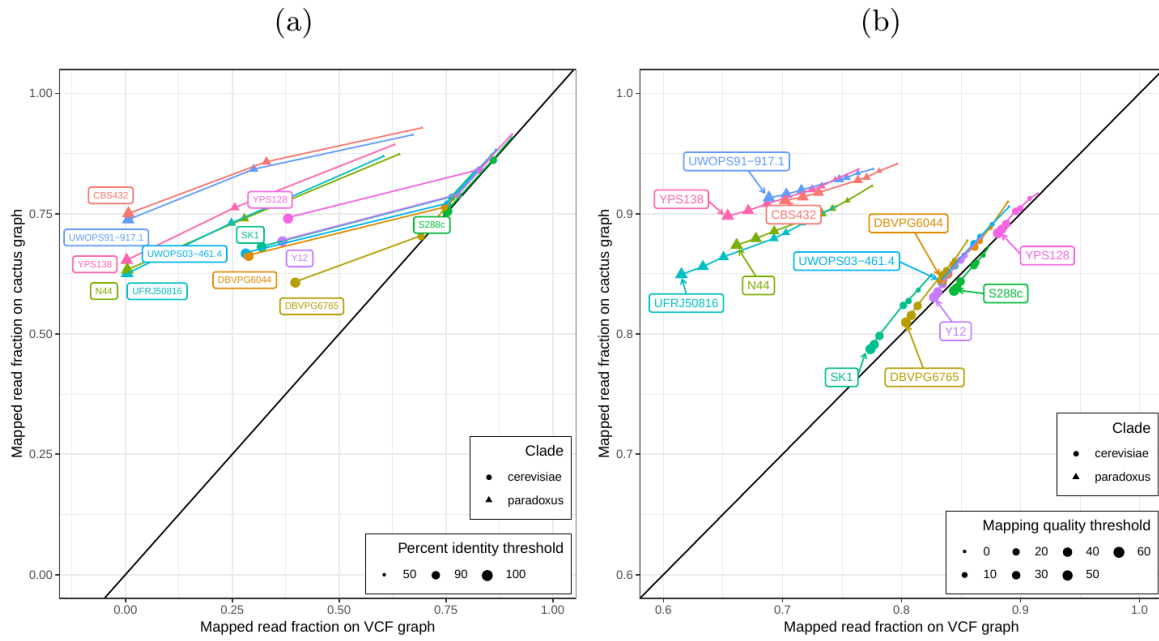 (a)
(b)
1.00
0.75
0.50
0.25
0.00
Mapped read fraction on cactus graph
CBS432
UWOPS91−917.1
YPS138
N44
UFRJ50816
YPS128
SK1
UWOPS03−461.4
Y12
DBVPG6044
DBVPG6765
S288c
Clade
cerevisiae
paradoxus
Percent identity threshold
50 90 100
0.00 0.25 0.50 0.75 1.00
Mapped read fraction on VCF graph
1.0
0.9
0.8
0.7
0.6
Mapped read fraction on cactus graph
UWOPS91−917.1
YPS138
CBS432
N44
UFRJ50816
DBVPG6044
UWOPS03−461.4
YPS128
S288c
Y12
SK1
DBVPG6765
Clade
cerevisiae
paradoxus
Mapping quality threshold
0 20 40 60
10 30 50
0.6 0.7 0.8 0.9 1.0
Mapped read fraction on VCF graph